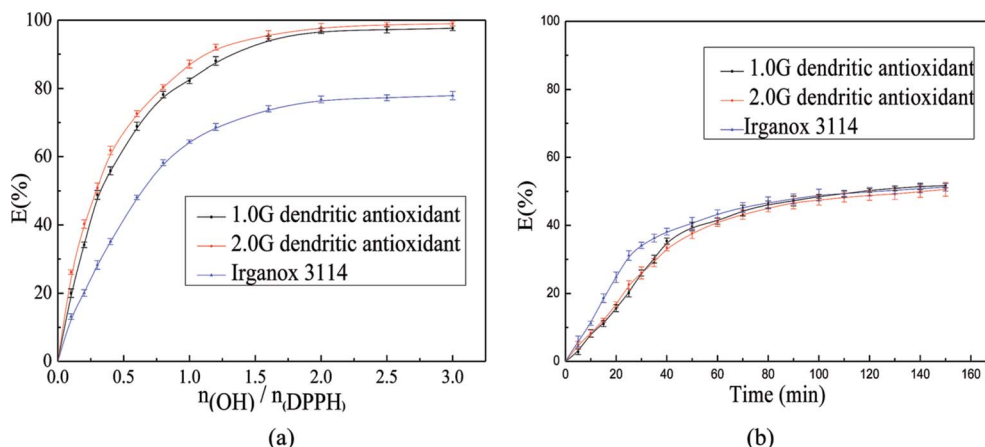 100
80
60
40
20
0
E(%)
1.0G dendritic antioxidant
2.0G dendritic antioxidant
Irganox 3114
0.0 0.5 1.0 1.5 2.0 2.5 3.0
n(OH) / n(DPPH)
(a)
100
80
60
40
20
0
E(%)
1.0G dendritic antioxidant
2.0G dendritic antioxidant
Irganox 3114
0 20 40 60 80 100 120 140 160
Time (min)
(b)